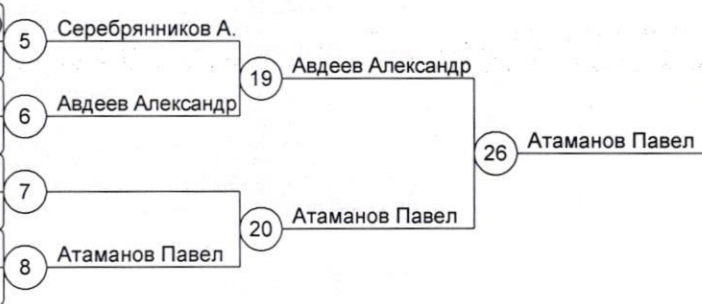 5 Серебрянников А.
19 Авдеев Александр
6 Авдеев Александр
26 Атаманов Павел
7
20 Атаманов Павел
8 Атаманов Павел